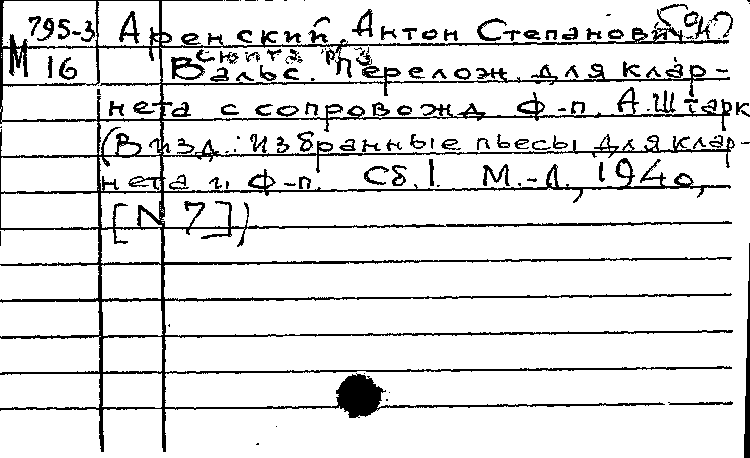 795-3 Аренский, Антон Степанович
сюита
М 16 Вальс. Перелож. для клар-
нета с сопровожд. ф-п. А. Штарк
(В изд.: Избранные пьесы для клар-
нета и ф-п. Сб. 1. М.-Л., 1940,
[N 7])